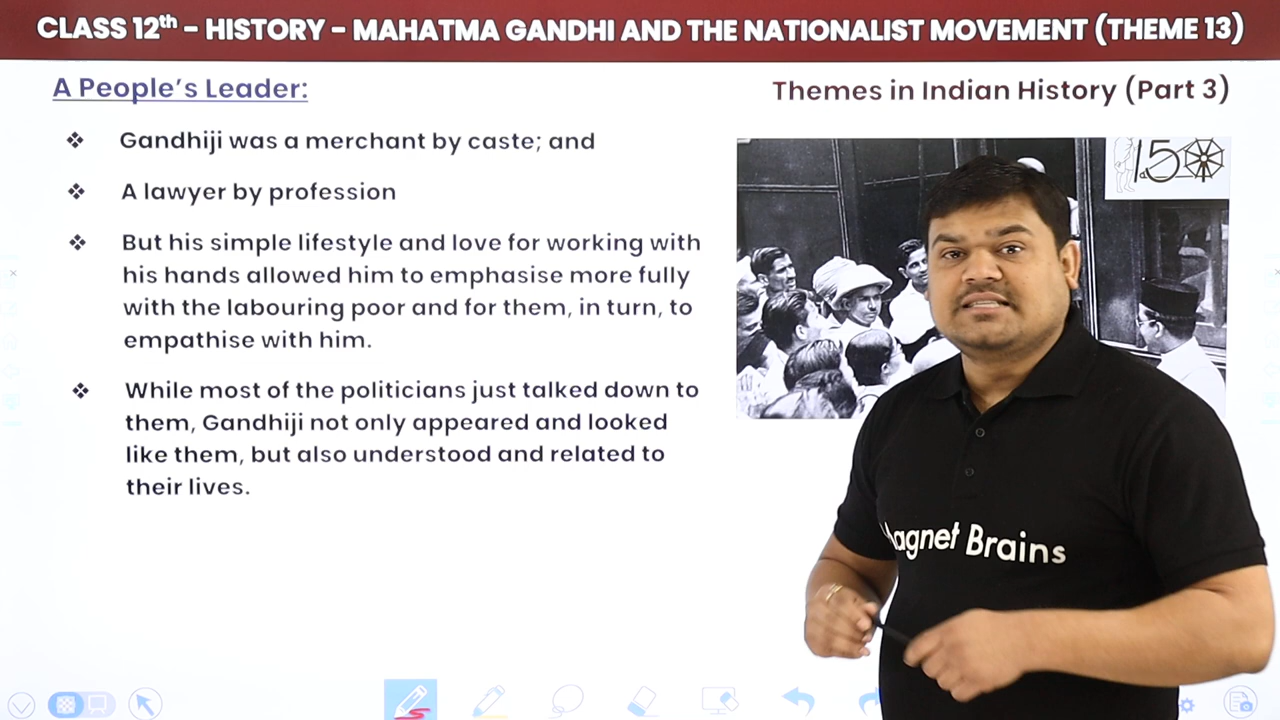 CLASS 12th – HISTORY – MAHATMA GANDHI AND THE NATIONALIST MOVEMENT (THEME 13)
A People's Leader:
Themes in Indian History (Part 3)
❖ Gandhiji was a merchant by caste; and
❖ A lawyer by profession
❖ But his simple lifestyle and love for working with
his hands allowed him to emphasise more fully
with the labouring poor and for them, in turn, to
empathise with him.
❖ While most of the politicians just talked down to
them, Gandhiji not only appeared and looked
like them, but also understood and related to
their lives.
150
agnet Brains